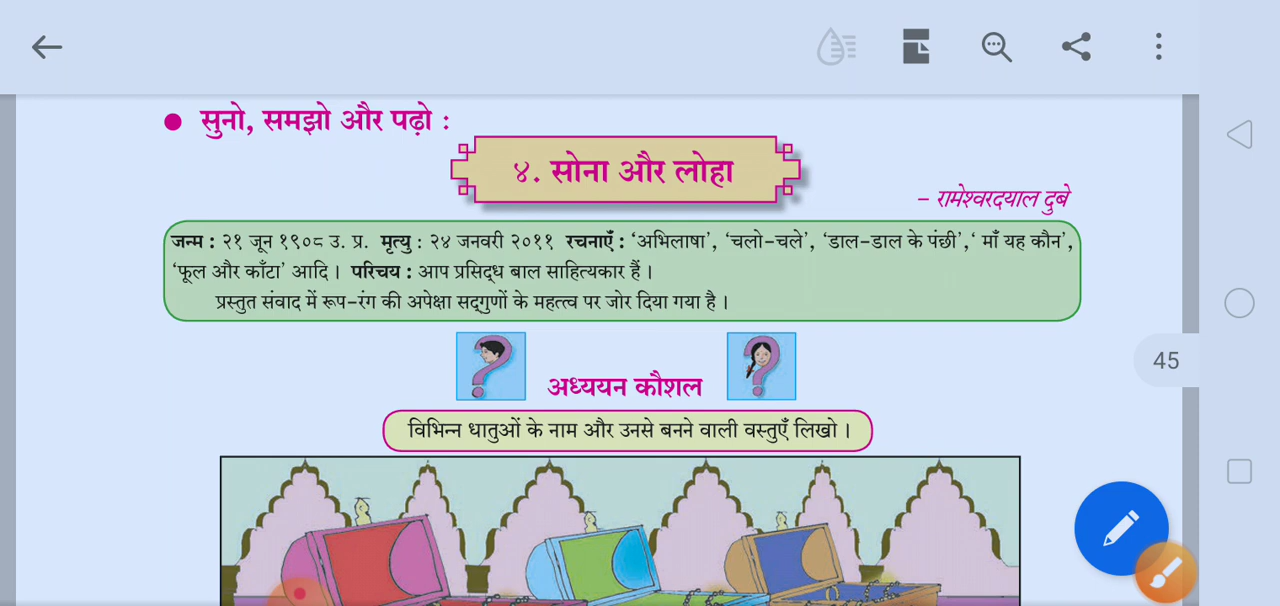 ● सुनो, समझो और पढ़ो :
४. सोना और लोहा
– रामेश्वरदयाल दुबे
जन्म : २१ जून १९०८ उ. प्र. मृत्यु : २४ जनवरी २०११ रचनाएँ : ‘अभिलाषा’, ‘चलो-चले’, ‘डाल-डाल के पंछी’,‘ माँ यह कौन’,
‘फूल और काँटा’ आदि । परिचय : आप प्रसिद्ध बाल साहित्यकार हैं ।
प्रस्तुत संवाद में रूप-रंग की अपेक्षा सद्गुणों के महत्त्व पर जोर दिया गया है ।
45
अध्ययन कौशल
विभिन्न धातुओं के नाम और उनसे बनने वाली वस्तुएँ लिखो ।